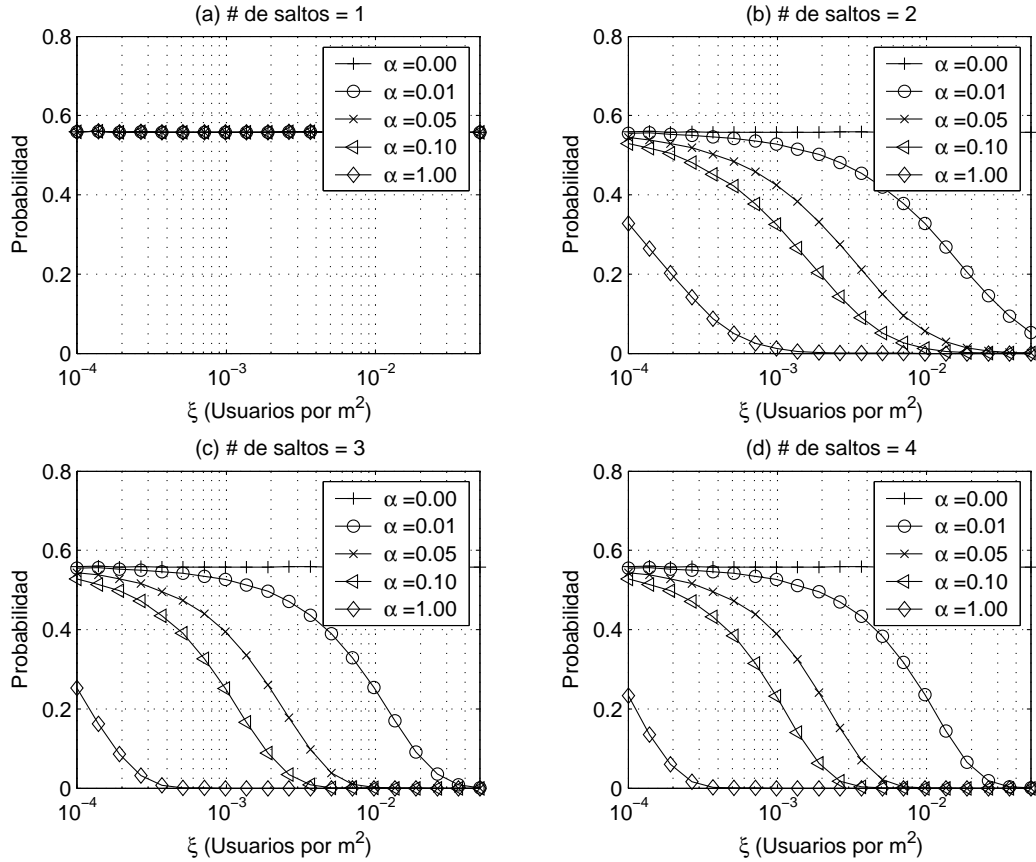 (a) # de saltos = 1
0.8
0.6
0.4
0.2
0
Probabilidad
α =0.00
α =0.01
α =0.05
α =0.10
α =1.00
10⁻⁴
10⁻³
10⁻²
ξ (Usuarios por m²)
(b) # de saltos = 2
0.8
0.6
0.4
0.2
0
Probabilidad
α =0.00
α =0.01
α =0.05
α =0.10
α =1.00
10⁻⁴
10⁻³
10⁻²
ξ (Usuarios por m²)
(c) # de saltos = 3
0.8
0.6
0.4
0.2
0
Probabilidad
α =0.00
α =0.01
α =0.05
α =0.10
α =1.00
10⁻⁴
10⁻³
10⁻²
ξ (Usuarios por m²)
(d) # de saltos = 4
0.8
0.6
0.4
0.2
0
Probabilidad
α =0.00
α =0.01
α =0.05
α =0.10
α =1.00
10⁻⁴
10⁻³
10⁻²
ξ (Usuarios por m²)